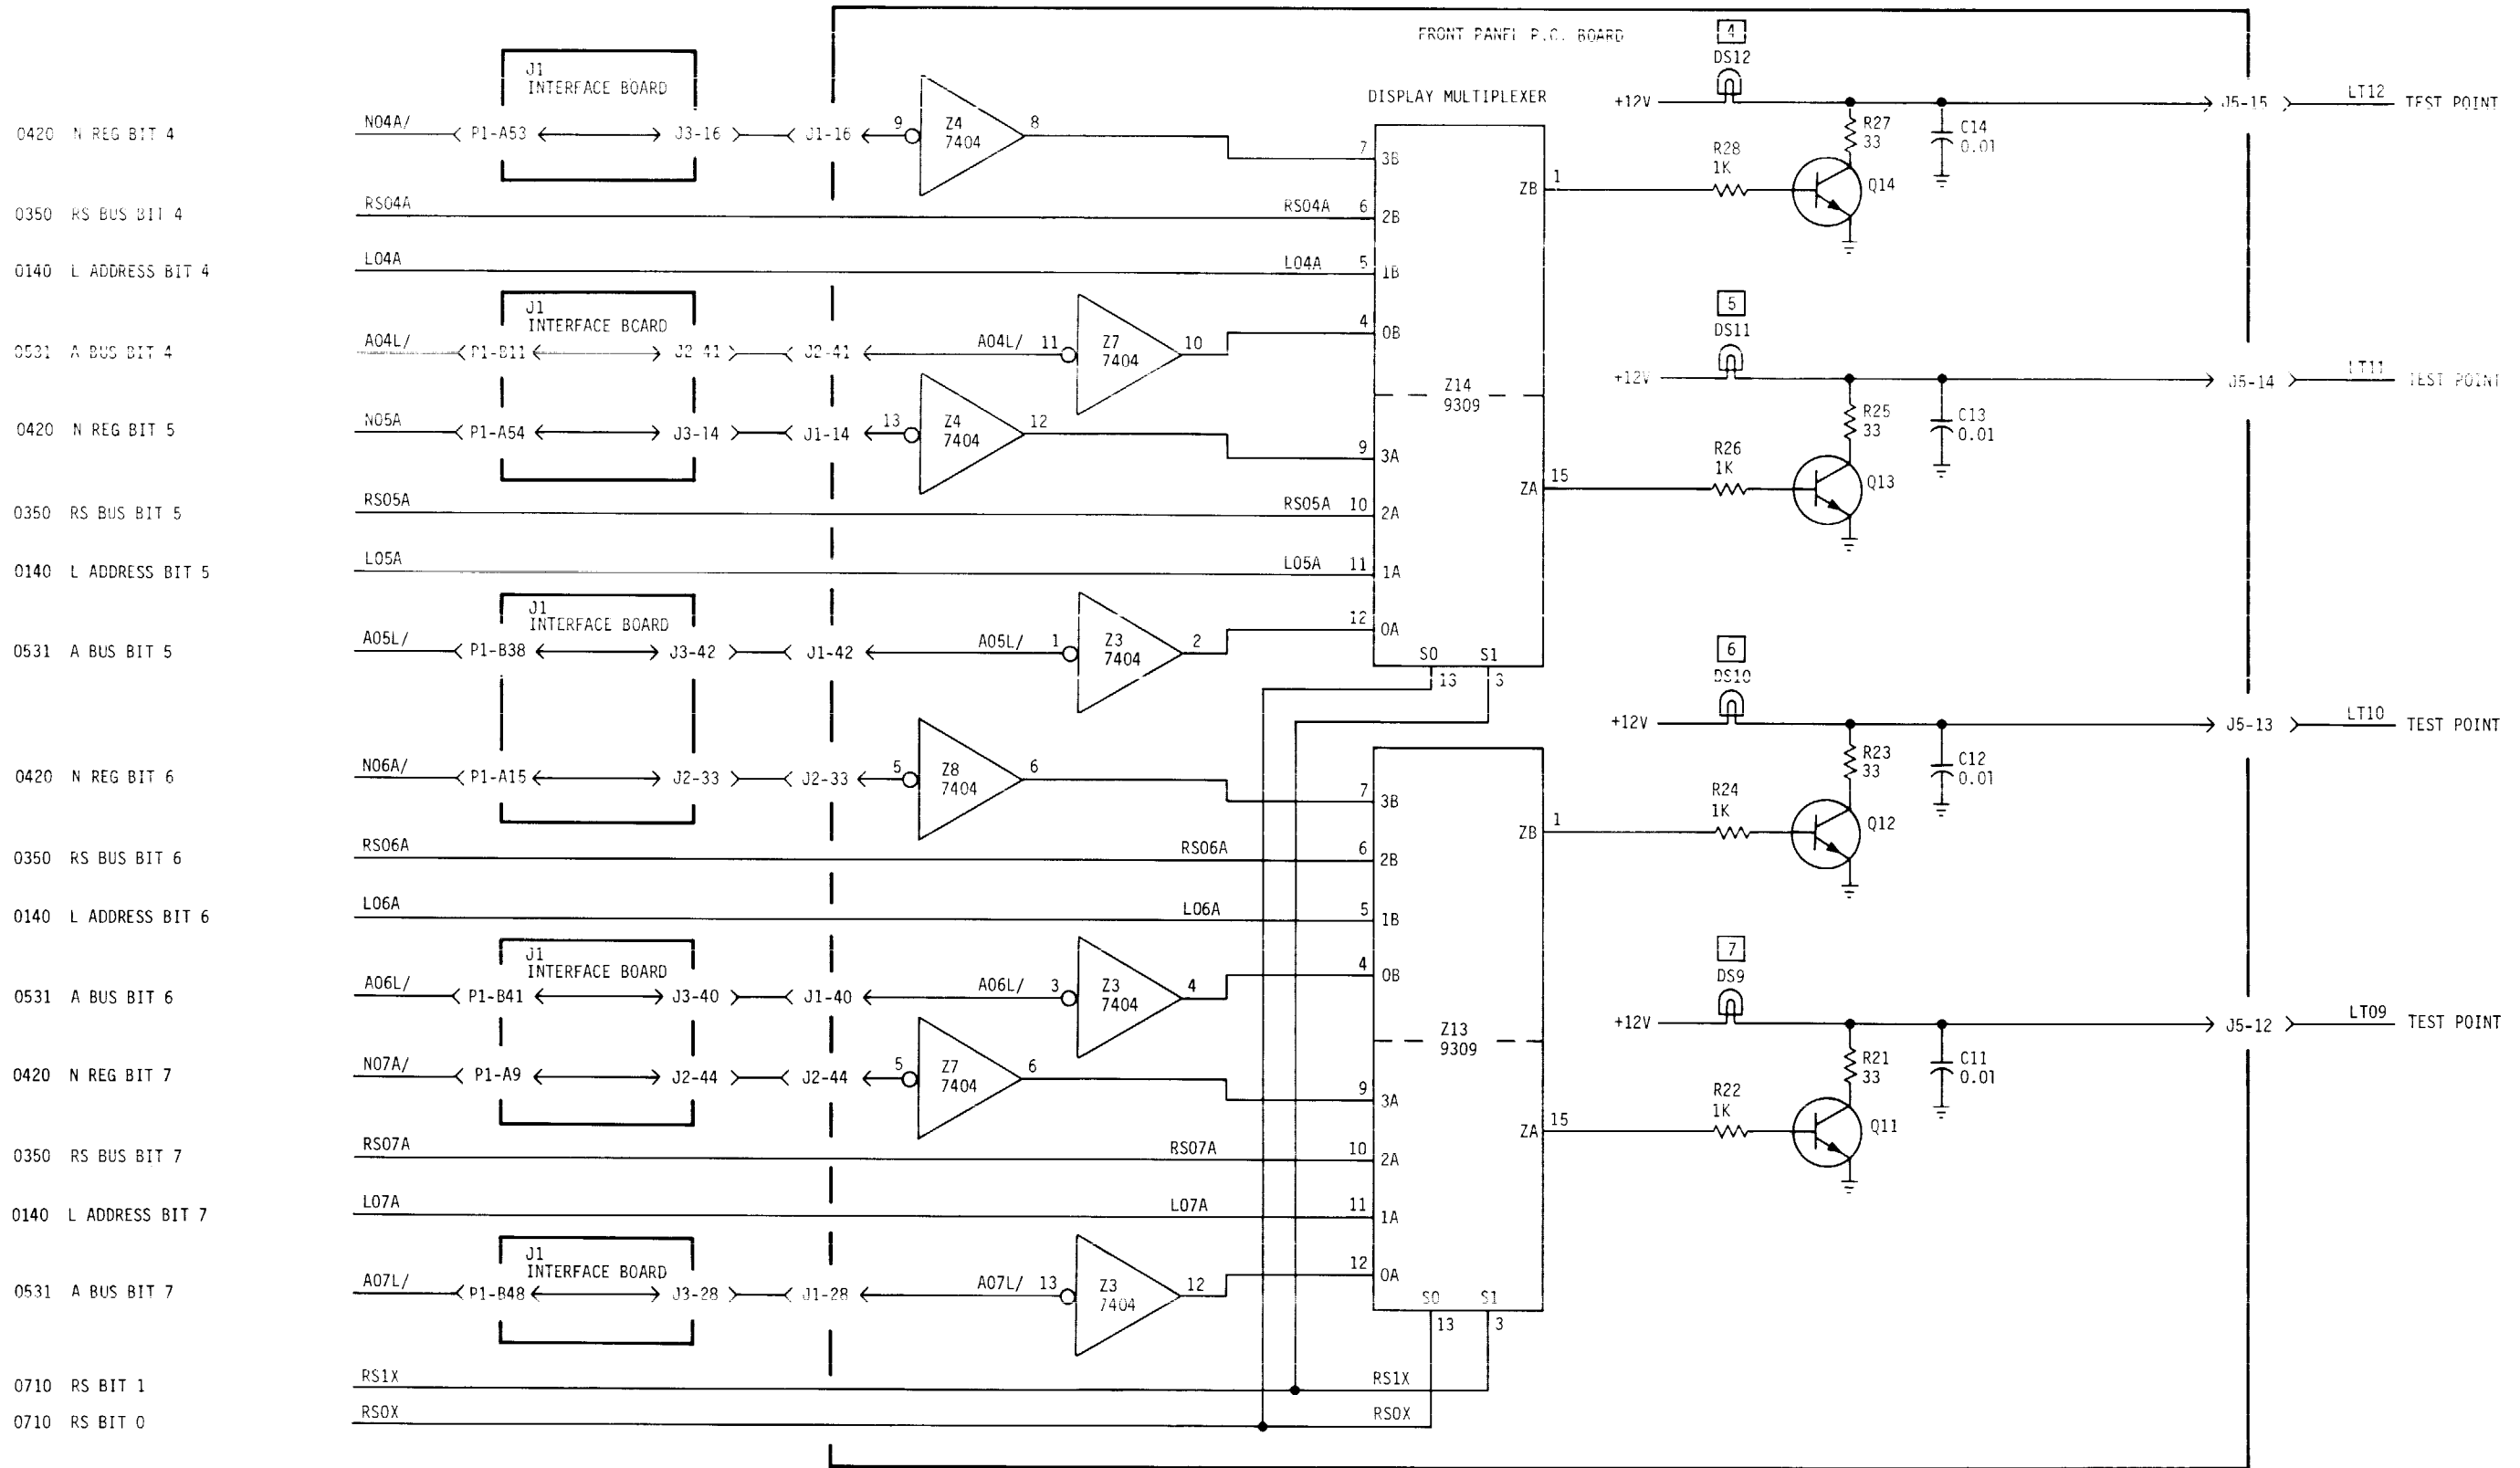 FRONT PANEL P.C. BOARD
4
DS12
J1
INTERFACE BOARD
DISPLAY MULTIPLEXER
+12V
J5-15
LT12
TEST POINT
0420 N REG BIT 4
N04A/
P1-A53
J3-16
J1-16
9
Z4
7404
8
7
3B
R28
1K
R27
33
C14
0.01
ZB
1
Q14
0350 RS BUS BIT 4
RS04A
RS04A
6
2B
0140 L ADDRESS BIT 4
L04A
L04A
5
1B
J1
INTERFACE BOARD
5
DS11
0531 A BUS BIT 4
A04L/
P1-B11
J2-41
J2-41
A04L/
11
Z7
7404
10
4
0B
+12V
J5-14
LT11
TEST POINT
Z14
9309
0420 N REG BIT 5
N05A
P1-A54
J3-14
J1-14
13
Z4
7404
12
9
3A
R26
1K
R25
33
C13
0.01
ZA
15
Q13
0350 RS BUS BIT 5
RS05A
RS05A
10
2A
0140 L ADDRESS BIT 5
L05A
L05A
11
1A
J1
INTERFACE BOARD
0531 A BUS BIT 5
A05L/
P1-B38
J3-42
J1-42
A05L/
1
Z3
7404
2
12
0A
S0
S1
13
3
6
DS10
+12V
J5-13
LT10
TEST POINT
0420 N REG BIT 6
N06A/
P1-A15
J2-33
J2-33
5
Z8
7404
6
7
3B
R24
1K
R23
33
C12
0.01
ZB
1
Q12
0350 RS BUS BIT 6
RS06A
RS06A
6
2B
0140 L ADDRESS BIT 6
L06A
L06A
5
1B
J1
INTERFACE BOARD
7
DS9
0531 A BUS BIT 6
A06L/
P1-B41
J3-40
J1-40
A06L/
3
Z3
7404
4
4
0B
+12V
J5-12
LT09
TEST POINT
Z13
9309
0420 N REG BIT 7
N07A/
P1-A9
J2-44
J2-44
5
Z7
7404
6
9
3A
R22
1K
R21
33
C11
0.01
ZA
15
Q11
0350 RS BUS BIT 7
RS07A
RS07A
10
2A
0140 L ADDRESS BIT 7
L07A
L07A
11
1A
J1
INTERFACE BOARD
0531 A BUS BIT 7
A07L/
P1-B48
J3-28
J1-28
A07L/
13
Z3
7404
12
12
0A
S0
S1
13
3
0710 RS BIT 1
RS1X
RS1X
0710 RS BIT 0
RS0X
RS0X